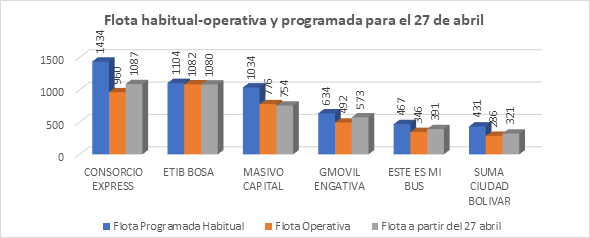 Flota habitual-operativa y programada para el 27 de abril
1500
1000
500
0
1434
960
1087
1104
1082
1080
1034
776
754
634
492
573
467
346
391
431
286
321
CONSORCIO
EXPRESS
ETIB BOSA
MASIVO
CAPITAL
GMOVIL
ENGATIVA
ESTE ES MI
BUS
SUMA
CIUDAD
BOLIVAR
Flota Programada Habitual
Flota Operativa
Flota a partir del 27 abril